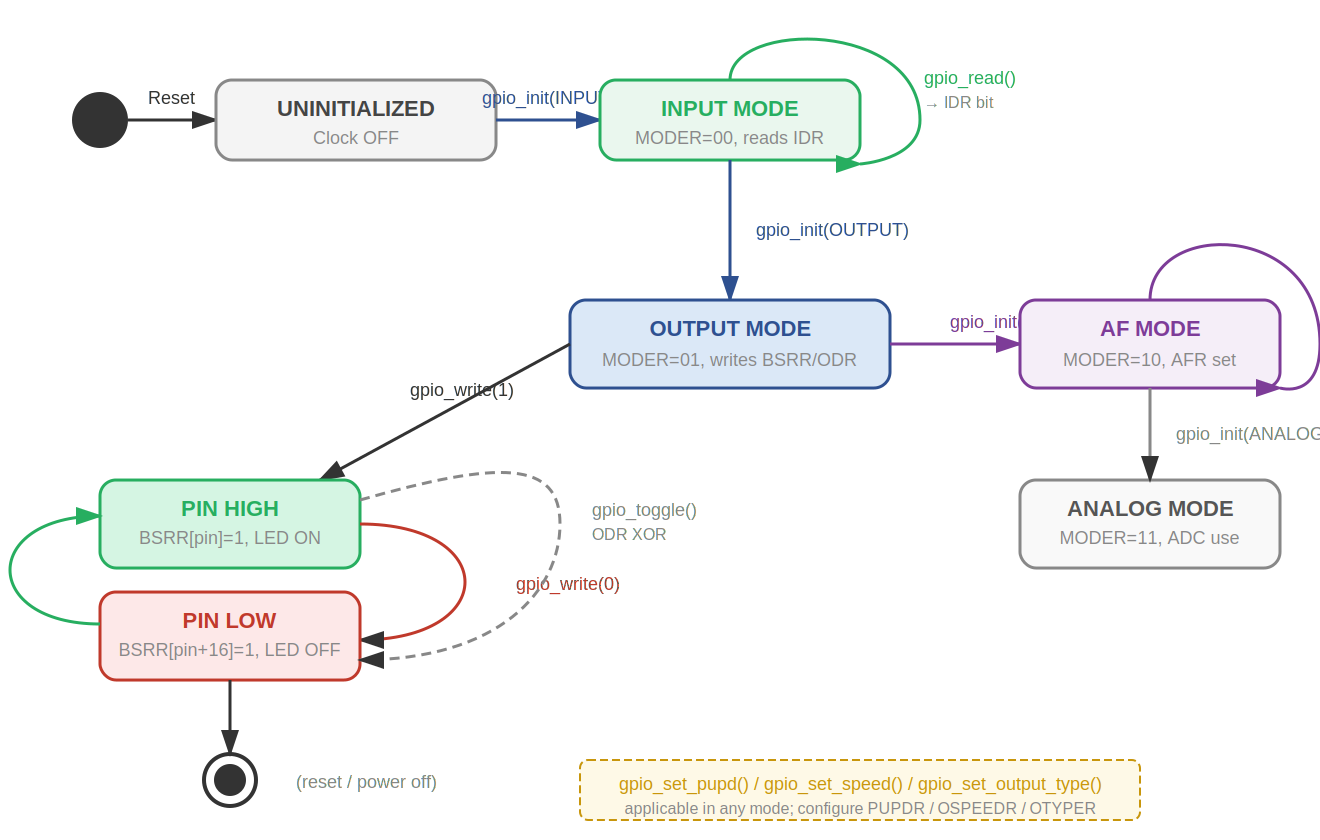 Reset
UNINITIALIZED
Clock OFF
gpio_init(INPU
INPUT MODE
MODER=00, reads IDR
gpio_read()
→ IDR bit
gpio_init(OUTPUT)
OUTPUT MODE
MODER=01, writes BSRR/ODR
gpio_init(
AF MODE
MODER=10, AFR set
gpio_write(1)
gpio_init(ANALOG
PIN HIGH
BSRR[pin]=1, LED ON
gpio_toggle()
ODR XOR
ANALOG MODE
MODER=11, ADC use
gpio_write(0)
PIN LOW
BSRR[pin+16]=1, LED OFF
(reset / power off)
gpio_set_pupd() / gpio_set_speed() / gpio_set_output_type()
applicable in any mode; configure PUPDR / OSPEEDR / OTYPER